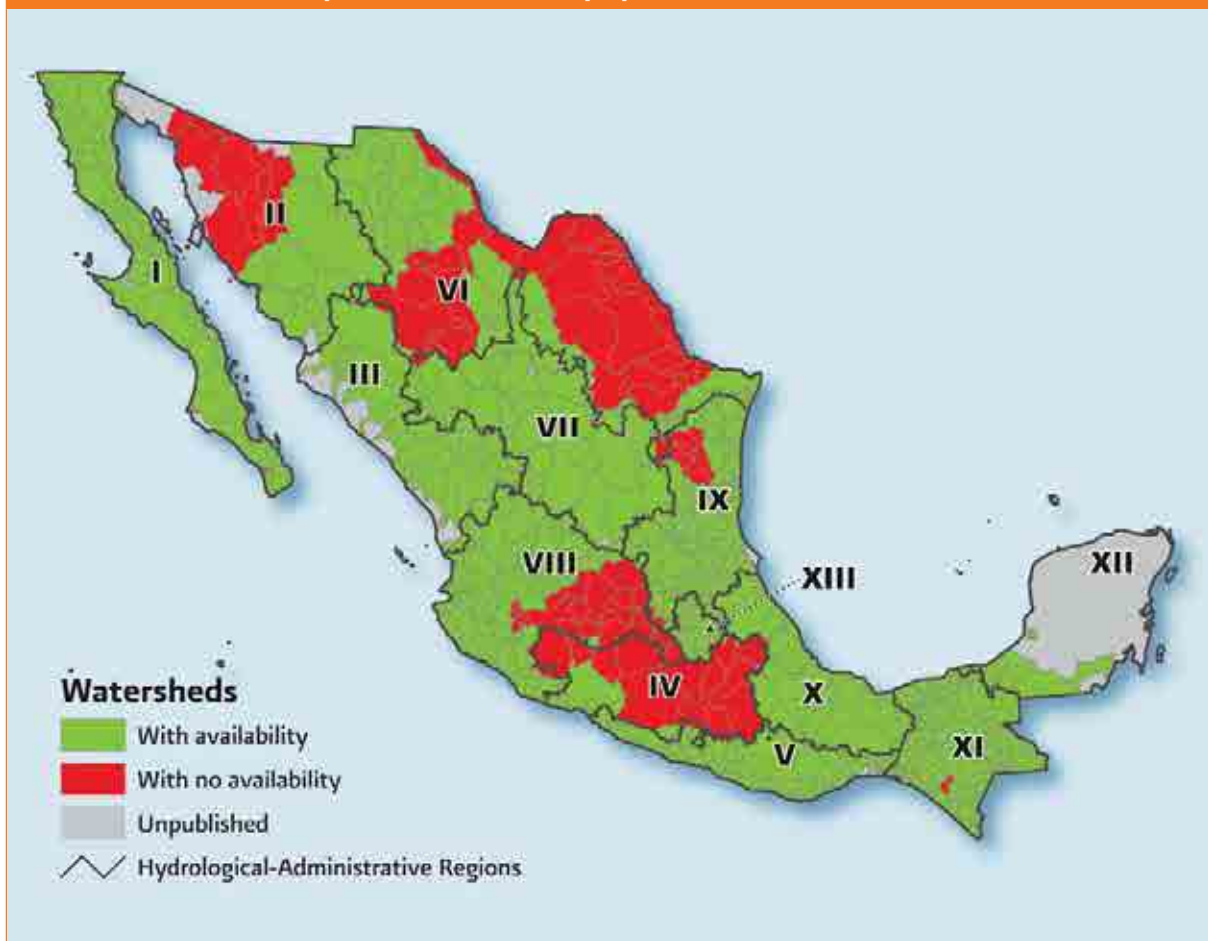 I
II
VI
III
VII
IX
VIII
XIII
XII
IV
X
V
XI
Watersheds
With availability
With no availability
Unpublished
Hydrological-Administrative Regions